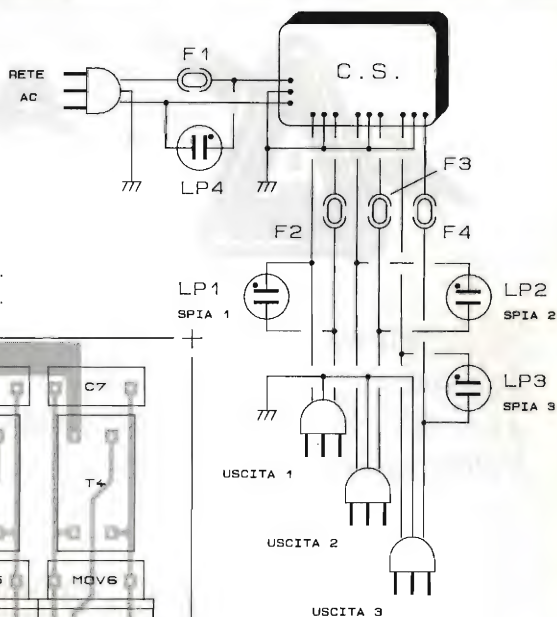 F1
C.S.
RETE
AC
LP4
F3
F2
F4
LP1
SPIA 1
LP2
SPIA 2
LP3
SPIA 3
C7
T4
MOV6
USCITA 1
USCITA 2
USCITA 3